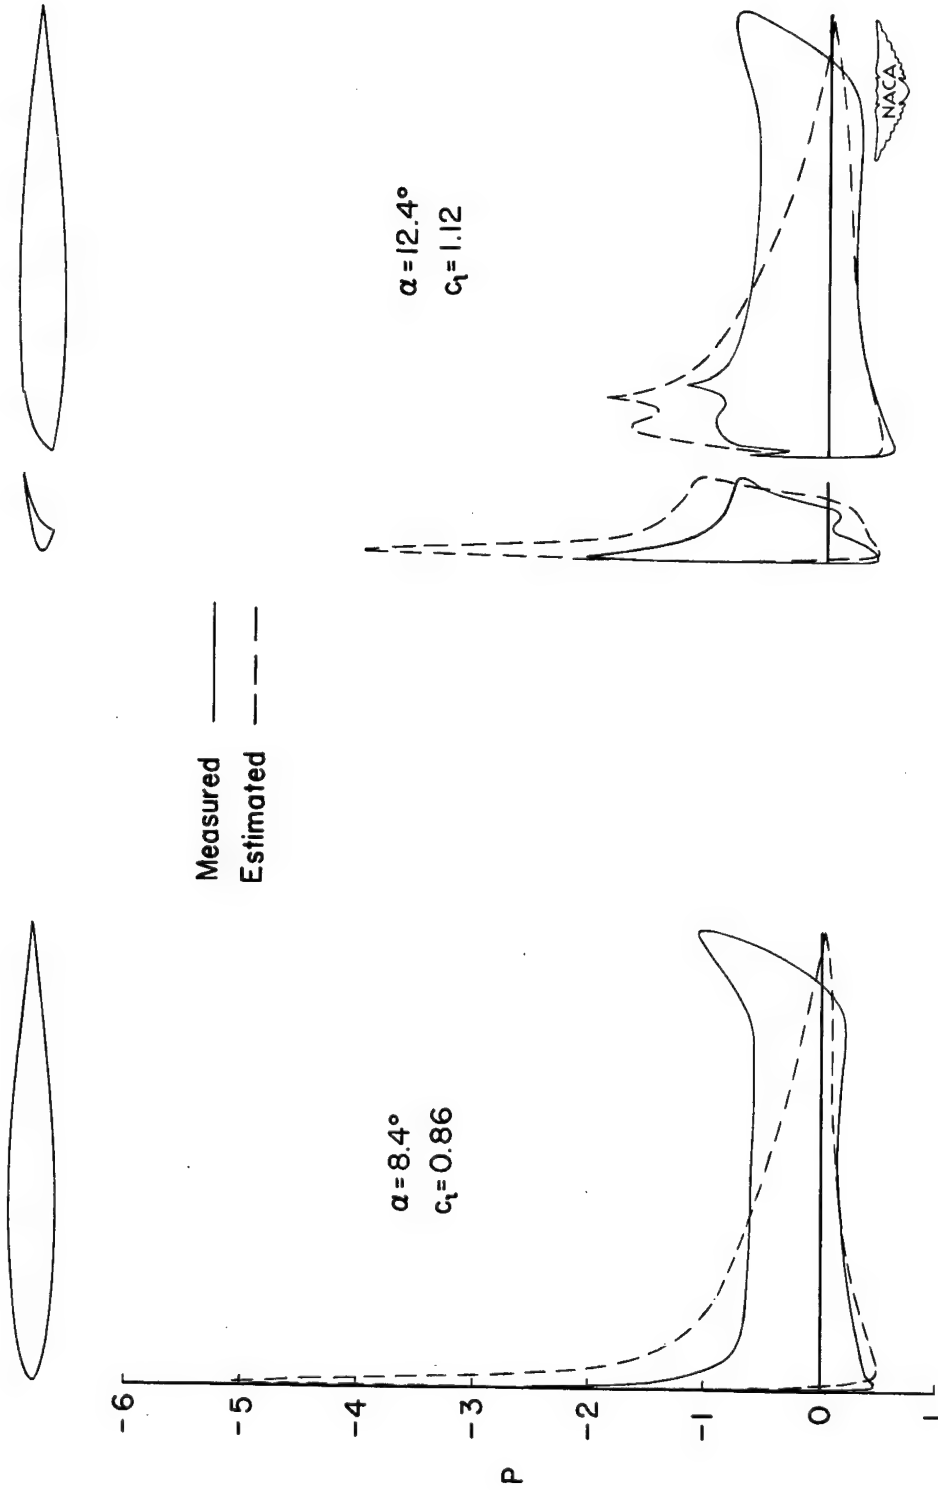 Measured
Estimated
α = 8.4°
cₗ = 0.86
α = 12.4°
cₗ = 1.12
-6
-5
-4
-3
-2
-1
0
1
P
NACA